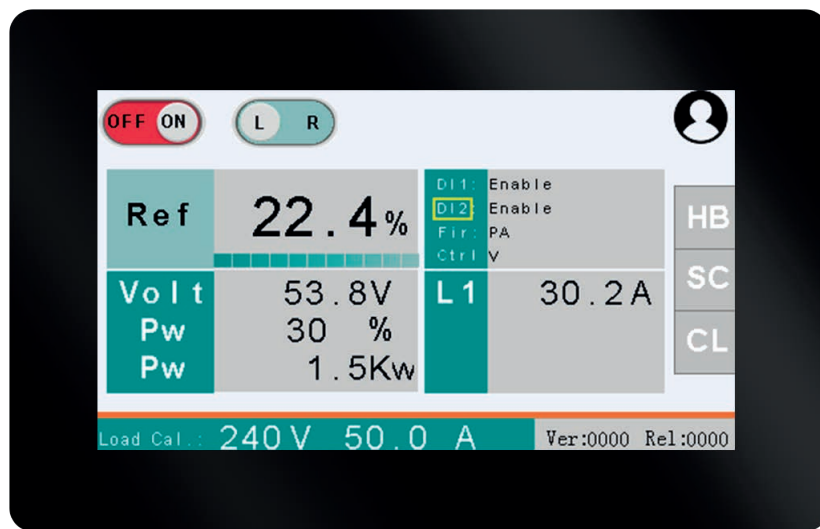 OFF ON
L R
Ref 22.4%
DI1: Enable
DI2: Enable
Fir: PA
Ctrl V
HB
SC
CL
Volt 53.8V
Pw 30 %
Pw 1.5Kw
L1 30.2A
Load Cal.: 240V 50.0 A
Ver:0000 Rel:0000